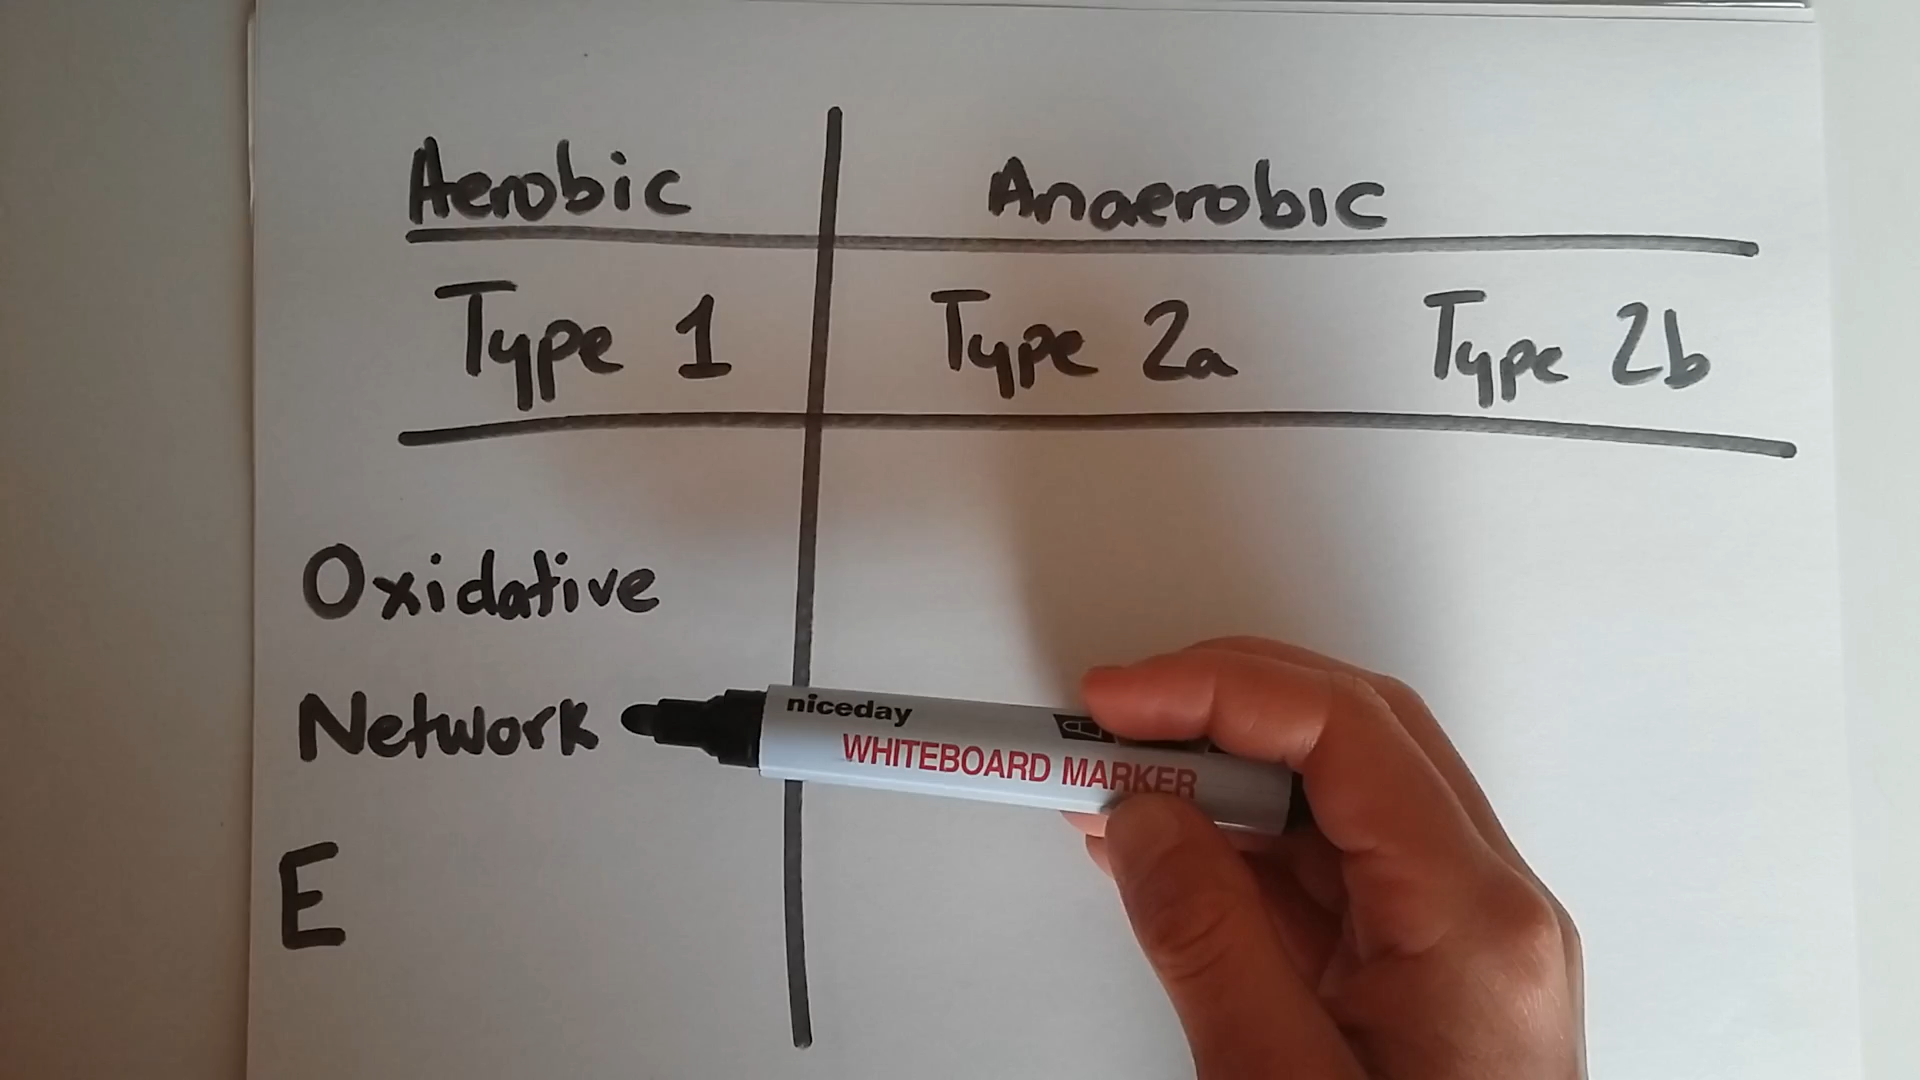 Aerobic Anaerobic
Type 1 Type 2a Type 2b
Oxidative
Network
niceday
WHITEBOARD MARKER
E